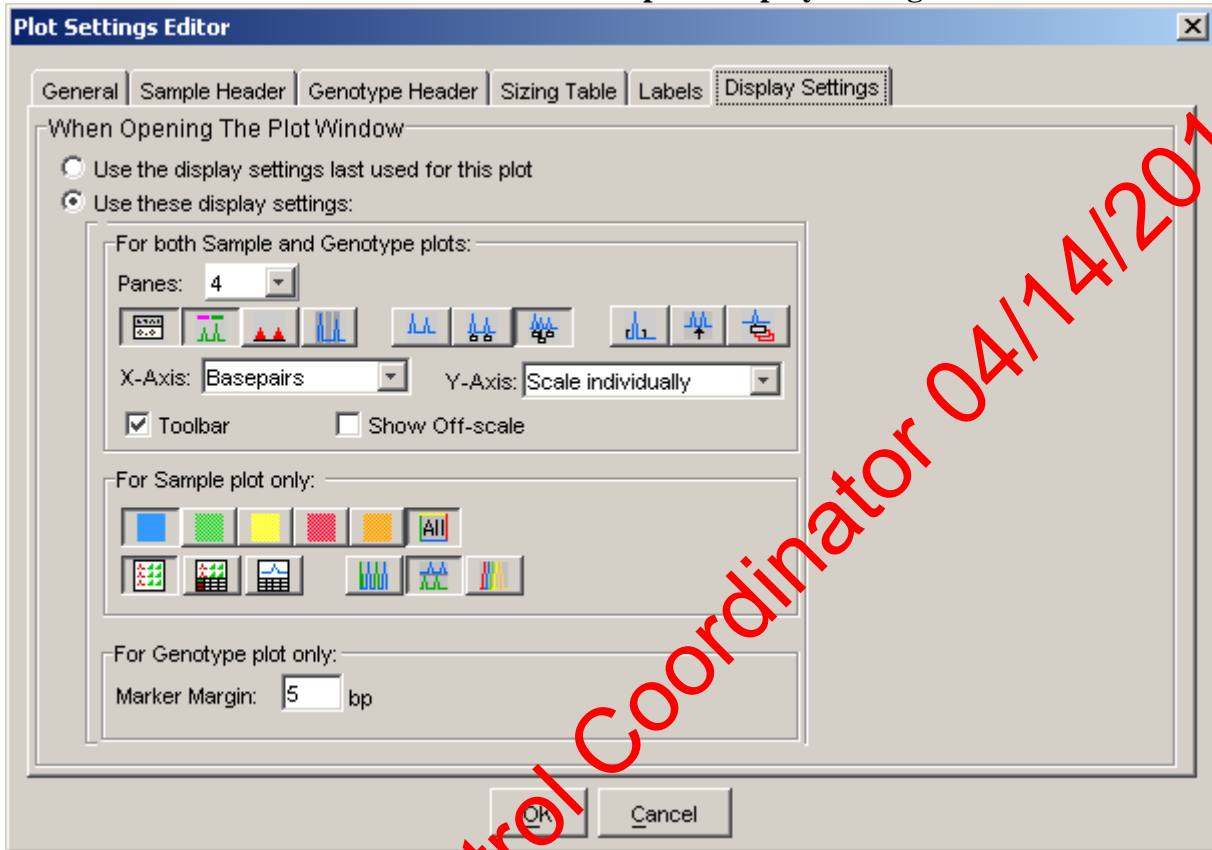 Plot Settings Editor
General Sample Header Genotype Header Sizing Table Labels Display Settings
When Opening The Plot Window
Use the display settings last used for this plot
Use these display settings:
For both Sample and Genotype plots:
Panes: 4
X-Axis: Basepairs Y-Axis: Scale individually
Toolbar Show Off-scale
For Sample plot only:
All
For Genotype plot only:
Marker Margin: 5 bp
OK Cancel
Coordinator 04/14/201